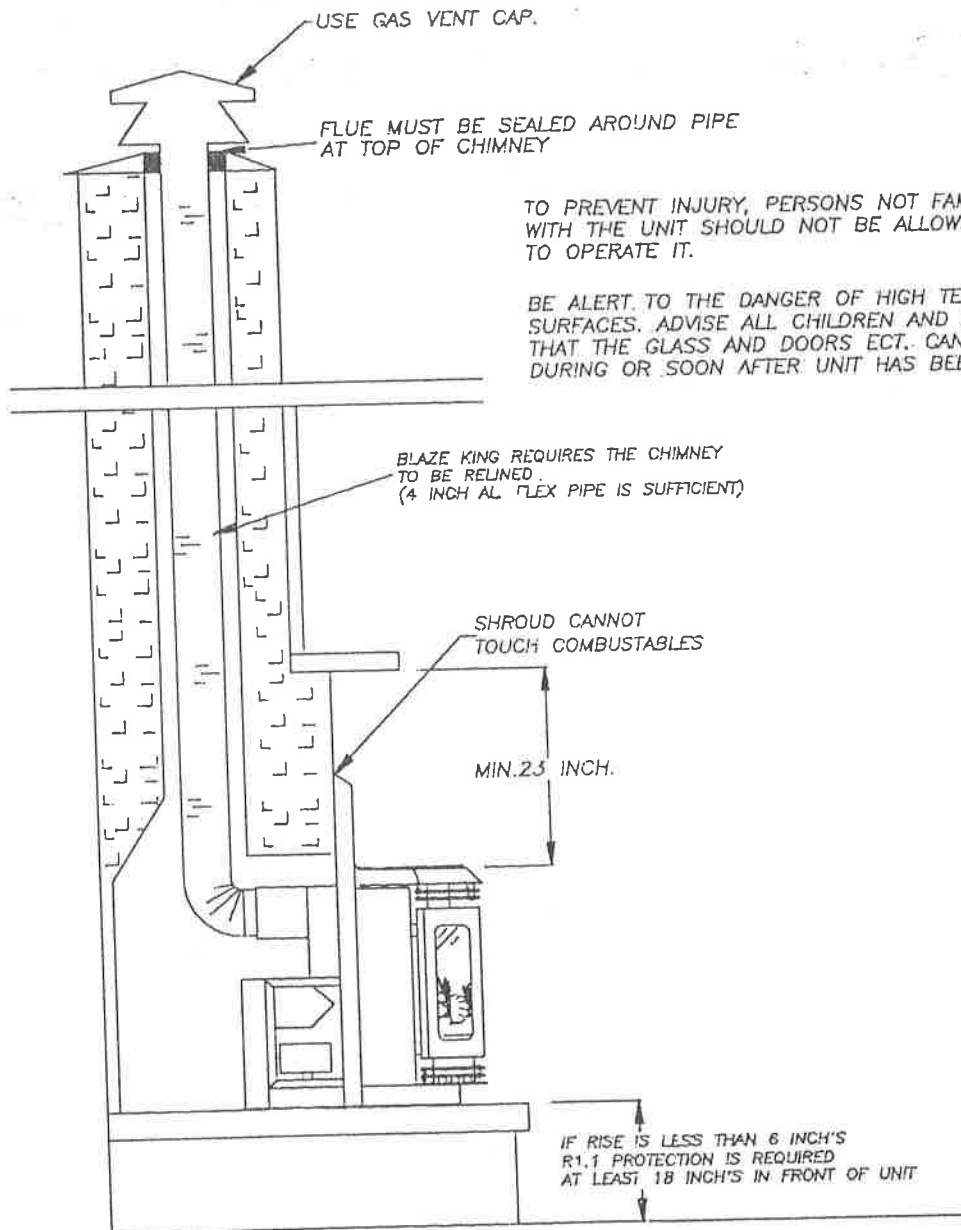 USE GAS VENT CAP.
FLUE MUST BE SEALED AROUND PIPE
AT TOP OF CHIMNEY
TO PREVENT INJURY, PERSONS NOT
WITH THE UNIT SHOULD NOT BE
TO OPERATE IT.
BE ALERT TO THE DANGER OF HIGH
SURFACES. ADVISE ALL CHILDREN AND
THAT THE GLASS AND DOORS ECT. CAN
DURING OR SOON AFTER UNIT HAS
BLAZE KING REQUIRES THE CHIMNEY
TO BE RELINED.
(4 INCH AL FLEX PIPE IS SUFFICIENT)
SHROUD CANNOT
TOUCH COMBUSTABLES
MIN.23 INCH.
IF RISE IS LESS THAN 6 INCH'S
R1.1 PROTECTION IS REQUIRED
AT LEAST 18 INCH'S IN FRONT OF UNIT